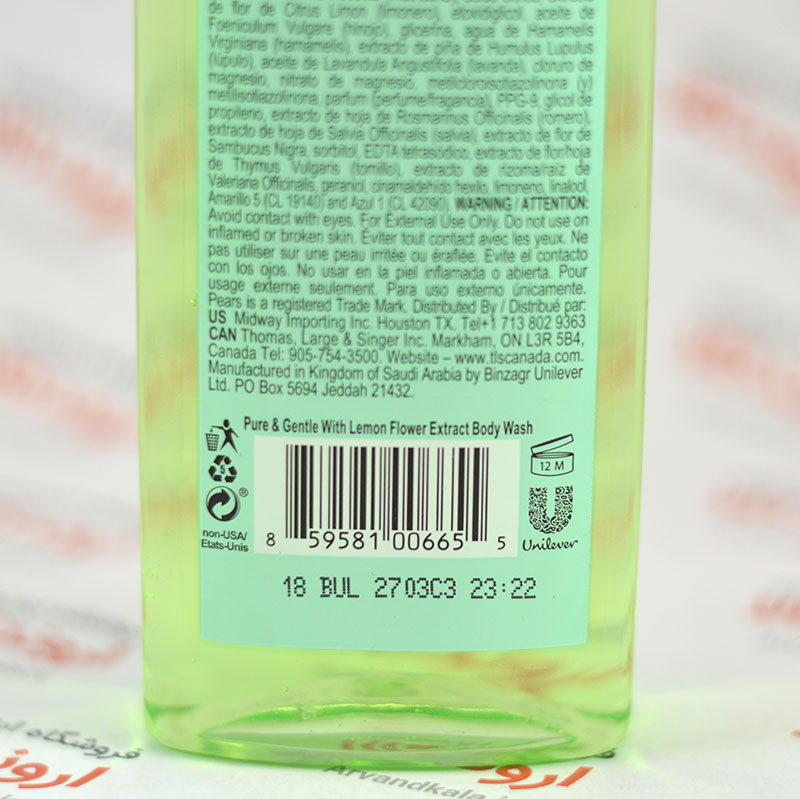 de flor de Citrus Limon (limonero), etoxidiglicol, aceite de
Foeniculum Vulgare (hinojo), glicerina, agua de Hamamelis
Virginiana (hamamelis), extracto de piña de Humulus Lupulus
(lúpulo), aceite de Lavandula Angustifolia (lavanda), cloruro de
magnesio, nitrato de magnesio, metilcloroisotiazolinona (y)
metilisotiazolinona, parfum (perfume/fragancia), PPG-9, glicol de
propileno, extracto de hoja de Rosmarinus Officinalis (romero),
extracto de hoja de Salvia Officinalis (salvia), extracto de flor de
Sambucus Nigra, sorbitol, EDTA tetrasódico, extracto de flor/hoja
de Thymus Vulgaris (tomillo), extracto de rizoma/raíz de
Valeriana Officinalis, geraniol, cinamaldehido hexilo, limoneno, linalool,
Amarillo 5 (CL 19140) and Azul 1 (CL 42090). WARNING / ATTENTION:
Avoid contact with eyes. For External Use Only. Do not use on
inflamed or broken skin. Éviter tout contact avec les yeux. Ne
pas utiliser sur une peau irritée ou éraflée. Evite el contacto
con los ojos. No usar en la piel inflamada o abierta. Pour
usage externe seulement. Para uso externo únicamente.
Pears is a registered Trade Mark. Distributed By / Distribué par:
US Midway Importing Inc. Houston TX. Tel+1 713 802 9363
CAN Thomas, Large & Singer Inc. Markham, ON L3R 5B4,
Canada Tel: 905-754-3500. Website – www.tlscanada.com.
Manufactured in Kingdom of Saudi Arabia by Binzagr Unilever
Ltd. PO Box 5694 Jeddah 21432.
Pure & Gentle With Lemon Flower Extract Body Wash
5
12 M
®
non-USA/
Etats-Unis
8 59581 00665 5
Unilever
18 BUL 2703C3 23:22
فروشگاه
Arvandkala.i